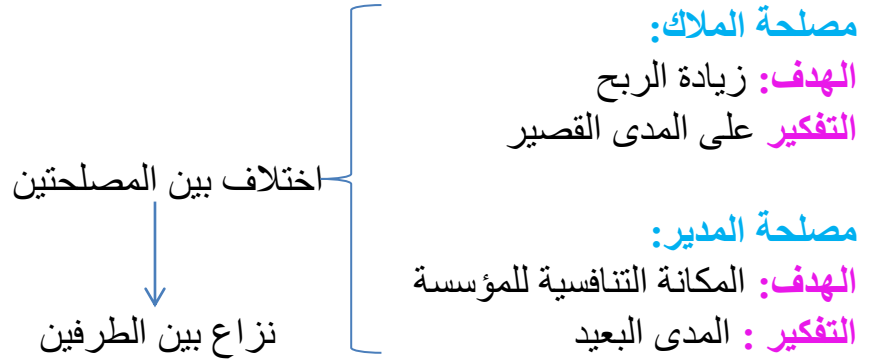 مصلحة الملاك:
الهدف: زيادة الربح
التفكير على المدى القصير
اختلاف بين المصلحتين
مصلحة المدير:
الهدف: المكانة التنافسية للمؤسسة
التفكير : المدى البعيد
نزاع بين الطرفين